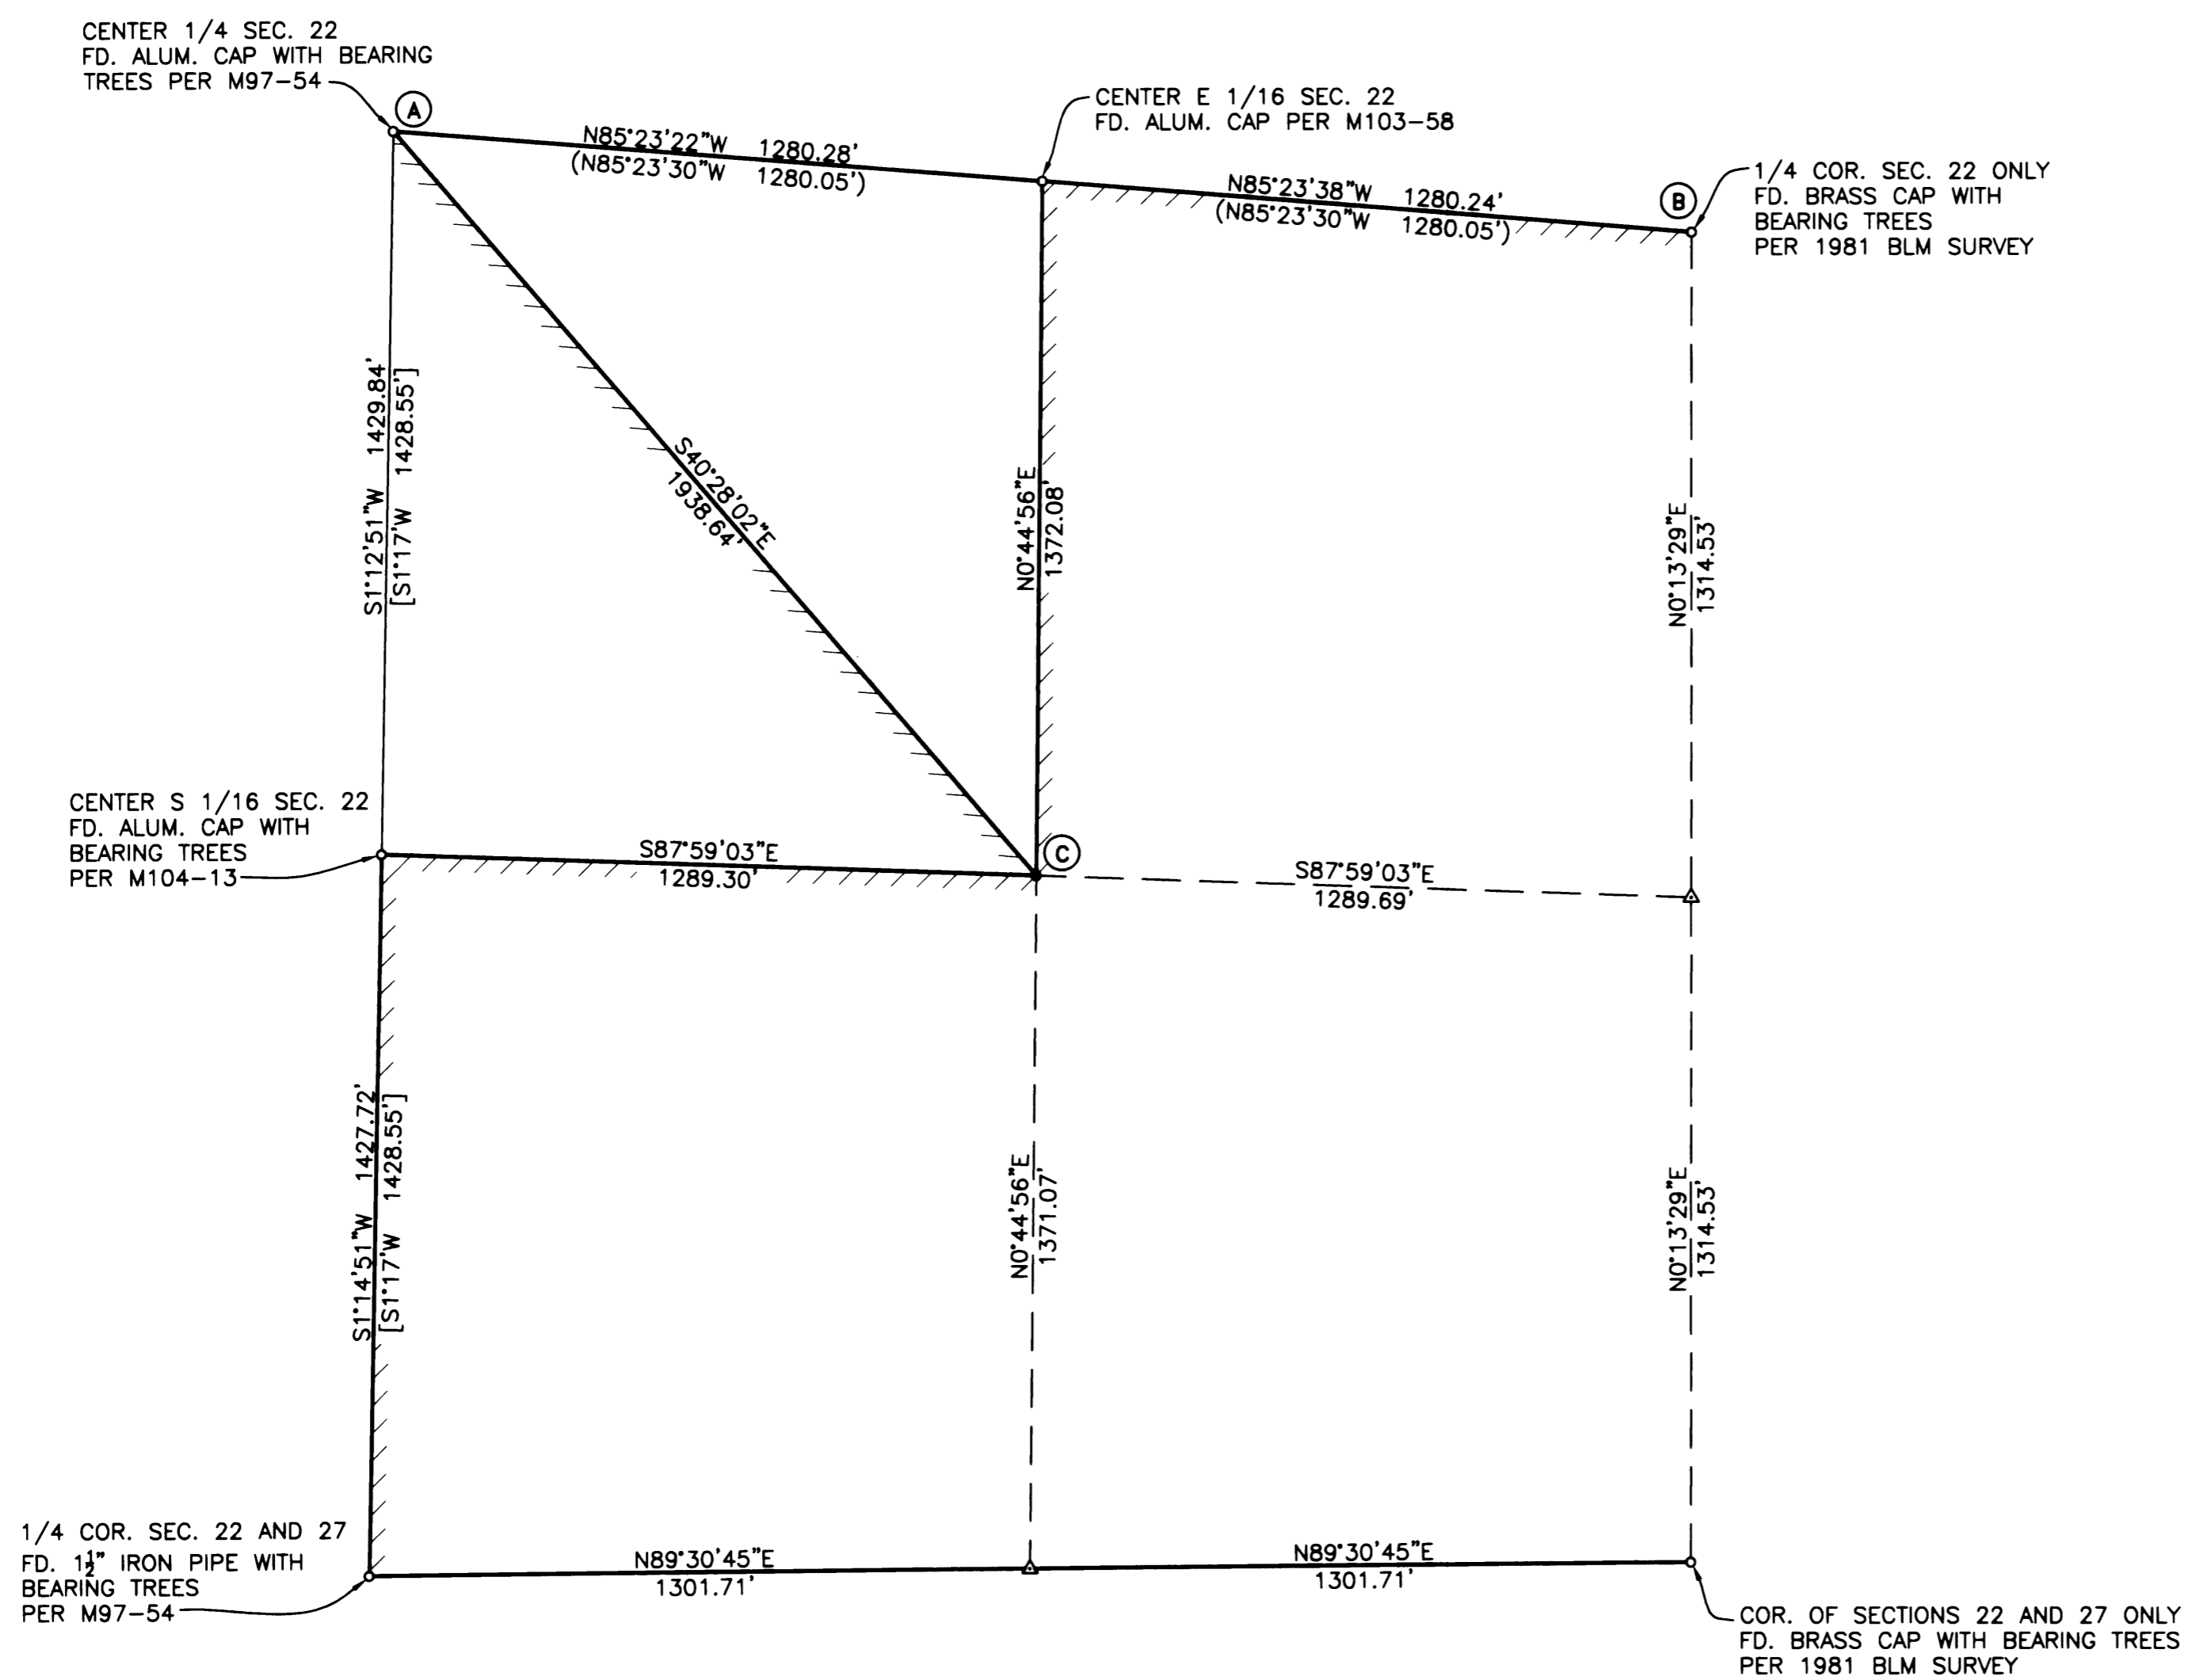 CENTER 1/4 SEC. 22
FD. ALUM. CAP WITH BEARING
TREES PER M97-54
A
CENTER E 1/16 SEC. 22
FD. ALUM. CAP PER M103-58
N85°23'22"W 1280.28'
(N85°23'30"W 1280.05')
N85°23'38"W 1280.24'
(N85°23'30"W 1280.05')
B
1/4 COR. SEC. 22 ONLY
FD. BRASS CAP WITH
BEARING TREES
PER 1981 BLM SURVEY
S1°12'51"W 1429.84'
[S1°17'W 1428.55']
S40°28'02"E
1938.64'
N0°44'56"E
1372.08'
N0°13'29"E
1314.53'
CENTER S 1/16 SEC. 22
FD. ALUM. CAP WITH
BEARING TREES
PER M104-13
S87°59'03"E
1289.30'
C
S87°59'03"E
1289.69'
S1°14'51"W 1427.72'
[S1°17'W 1428.55']
N0°44'56"E
1371.07'
N0°13'29"E
1314.53'
1/4 COR. SEC. 22 AND 27
FD. 1½" IRON PIPE WITH
BEARING TREES
PER M97-54
N89°30'45"E
1301.71'
N89°30'45"E
1301.71'
COR. OF SECTIONS 22 AND 27 ONLY
FD. BRASS CAP WITH BEARING TREES
PER 1981 BLM SURVEY